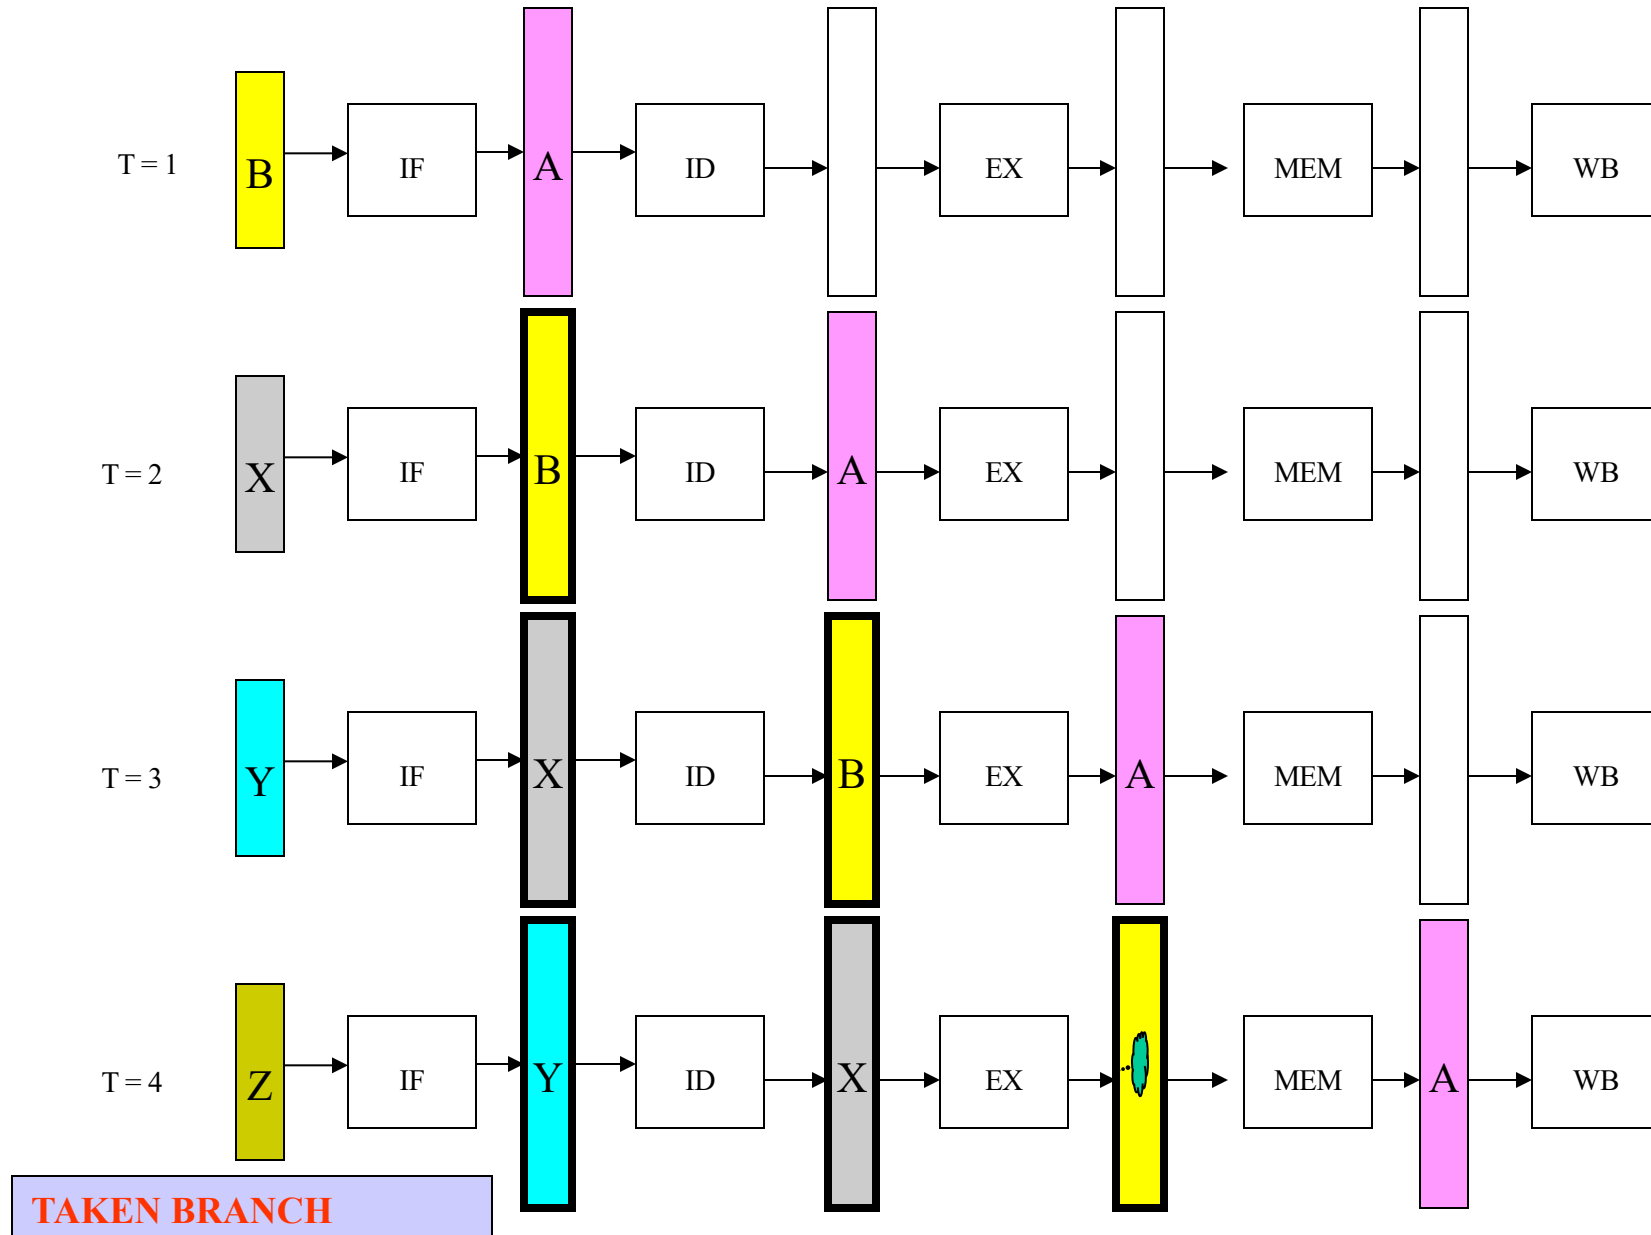 T = 1 B IF A ID EX MEM WB
T = 2 X IF B ID A EX MEM WB
T = 3 Y IF X ID B EX A MEM WB
T = 4 Z IF Y ID X EX MEM A WB
TAKEN BRANCH